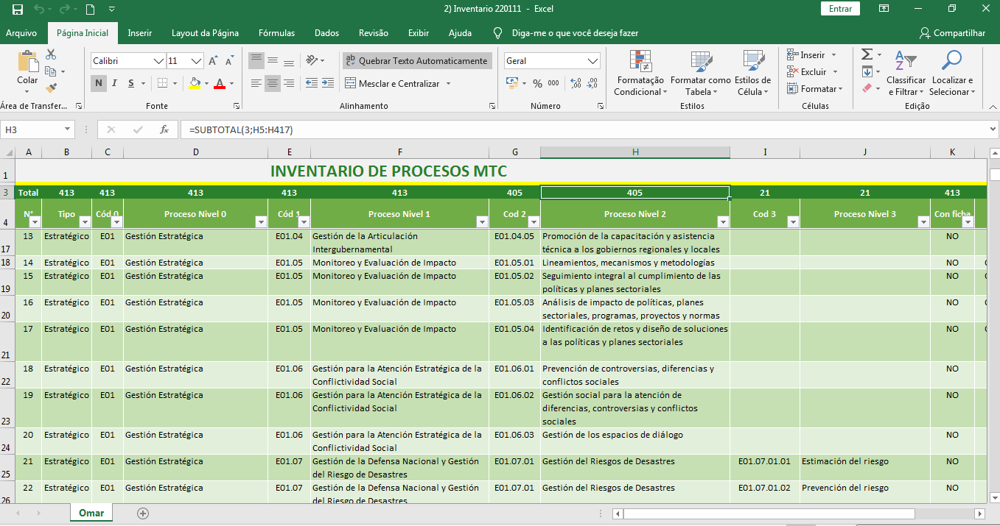 2) Inventario 220111 - Excel
Entrar
Arquivo Página Inicial Inserir Layout da Página Fórmulas Dados Revisão Exibir Ajuda Diga-me o que você deseja fazer Compartilhar
Colar
Área de Transfer...
Calibri 11
N I S
A
Fonte
ab Quebrar Texto Automaticamente
Mesclar e Centralizar
Alinhamento
Geral
% 000
Número
Formatação Condicional
Formatar como Tabela
Estilos de Célula
Estilos
Inserir
Excluir
Formatar
Células
Classificar e Filtrar
Localizar e Selecionar
Edição
H3 fx =SUBTOTAL(3;H5:H417)
A B C D E F G H I J K
1 INVENTARIO DE PROCESOS MTC
3 Total 413 413 413 413 413 405 405 21 21 413
4 N° Tipo Cód 0 Proceso Nivel 0 Cód 1 Proceso Nivel 1 Cod 2 Proceso Nivel 2 Cod 3 Proceso Nivel 3 Con ficha
17 13 Estratégico E01 Gestión Estratégica E01.04 Gestión de la Articulación Intergubernamental E01.04.05 Promoción de la capacitación y asistencia técnica a los gobiernos regionales y locales NO
18 14 Estratégico E01 Gestión Estratégica E01.05 Monitoreo y Evaluación de Impacto E01.05.01 Lineamientos, mecanismos y metodologías NO
19 15 Estratégico E01 Gestión Estratégica E01.05 Monitoreo y Evaluación de Impacto E01.05.02 Seguimiento integral al cumplimiento de las políticas y planes sectoriales NO
20 16 Estratégico E01 Gestión Estratégica E01.05 Monitoreo y Evaluación de Impacto E01.05.03 Análisis de impacto de políticas, planes sectoriales, programas, proyectos y normas NO
21 17 Estratégico E01 Gestión Estratégica E01.05 Monitoreo y Evaluación de Impacto E01.05.04 Identificación de retos y diseño de soluciones a las políticas y planes sectoriales NO
22 18 Estratégico E01 Gestión Estratégica E01.06 Gestión para la Atención Estratégica de la Conflictividad Social E01.06.01 Prevención de controversias, diferencias y conflictos sociales NO
23 19 Estratégico E01 Gestión Estratégica E01.06 Gestión para la Atención Estratégica de la Conflictividad Social E01.06.02 Gestión social para la atención de diferencias, controversias y conflictos sociales NO
24 20 Estratégico E01 Gestión Estratégica E01.06 Gestión para la Atención Estratégica de la Conflictividad Social E01.06.03 Gestión de los espacios de diálogo NO
25 21 Estratégico E01 Gestión Estratégica E01.07 Gestión de la Defensa Nacional y Gestión del Riesgo de Desastres E01.07.01 Gestión del Riesgos de Desastres E01.07.01.01 Estimación del riesgo NO
26 22 Estratégico E01 Gestión Estratégica E01.07 Gestión de la Defensa Nacional y Gestión del Riesgo de Desastres E01.07.01 Gestión del Riesgos de Desastres E01.07.01.02 Prevención del riesgo NO
Omar